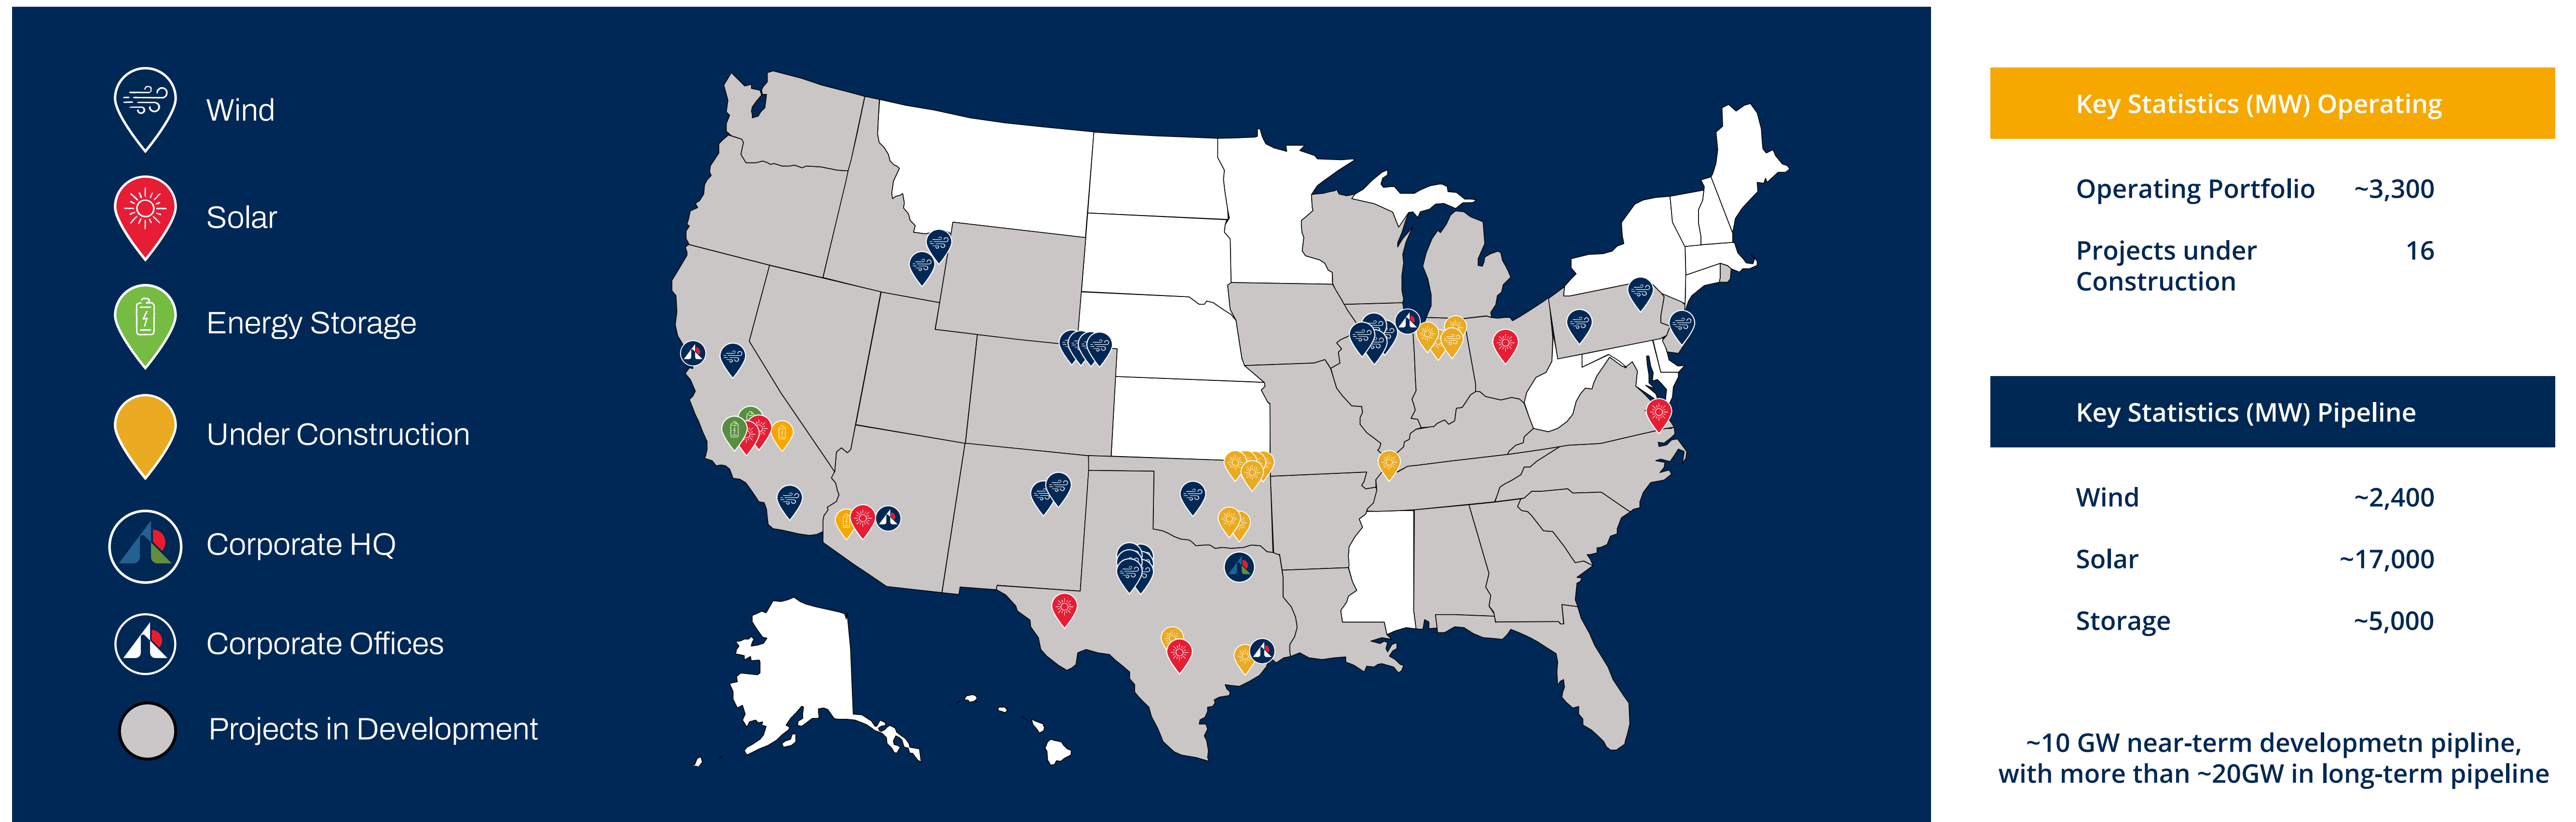 Wind
Solar
Energy Storage
Under Construction
Corporate HQ
Corporate Offices
Projects in Development
Key Statistics (MW) Operating
Operating Portfolio ~3,300
Projects under 16
Construction
Key Statistics (MW) Pipeline
Wind ~2,400
Solar ~17,000
Storage ~5,000
~10 GW near-term developmetn pipline,
with more than ~20GW in long-term pipeline